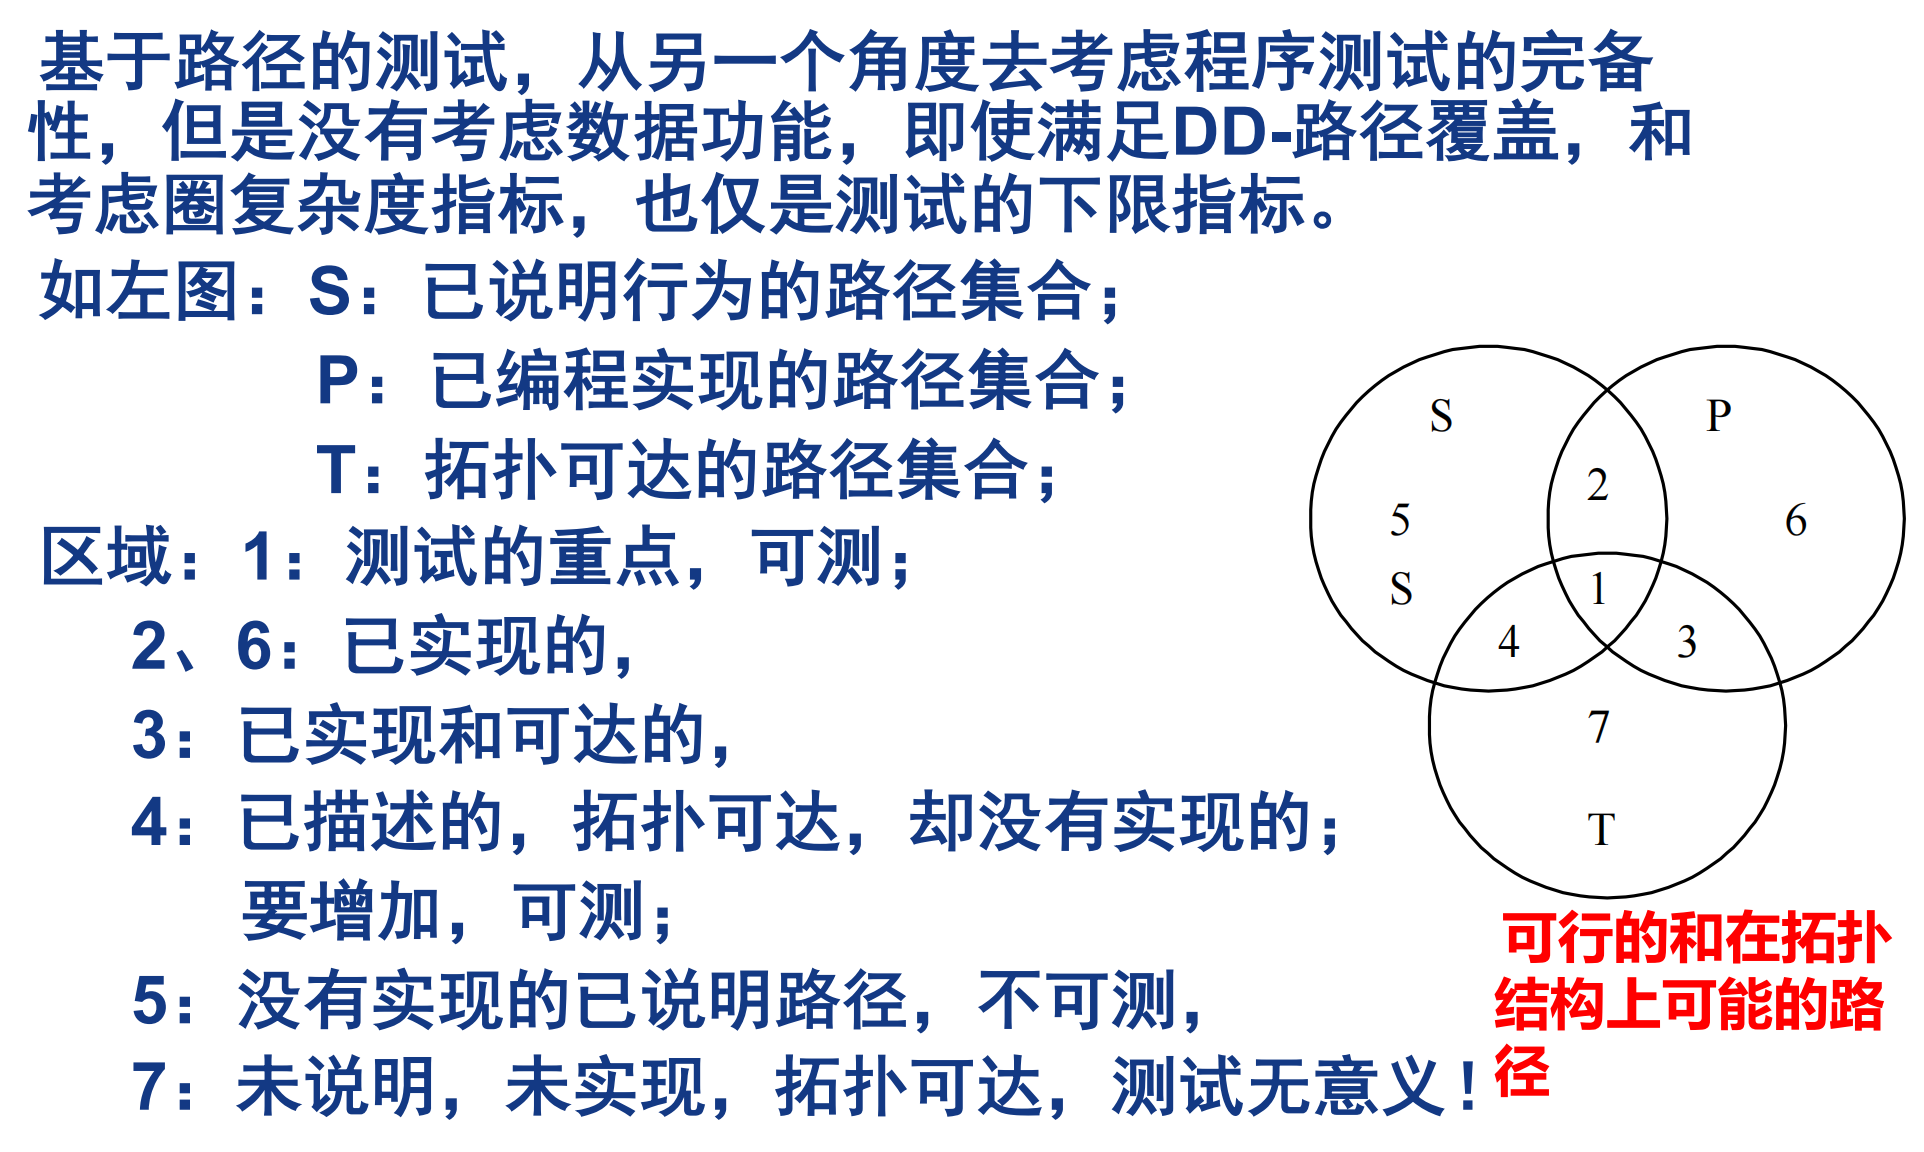 基于路径的测试，从另一个角度去考虑程序测试的完备
性，但是没有考虑数据功能，即使满足DD-路径覆盖，和
考虑圈复杂度指标，也仅是测试的下限指标。
如左图：S：已说明行为的路径集合；
P：已编程实现的路径集合；
T：拓扑可达的路径集合；
区域：1：测试的重点，可测；
2、6：已实现的，
3：已实现和可达的，
4：已描述的，拓扑可达，却没有实现的；
要增加，可测；
5：没有实现的已说明路径，不可测，
7：未说明，未实现，拓扑可达，测试无意义！
S
P
2
5
6
S
1
4
3
7
T
可行的和在拓扑
结构上可能的路
径